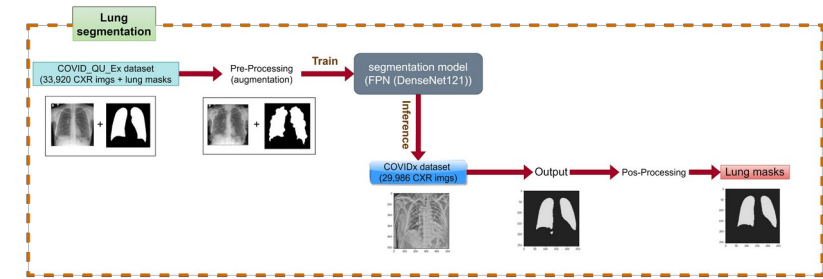 Lung
segmentation
COVID_QU_Ex dataset
(33,920 CXR imgs + lung masks)
Pre-Processing
(augmentation)
Train
segmentation model
(FPN (DenseNet121))
+
+
Inference
COVIDx dataset
(29,986 CXR imgs)
Output
Pos-Processing
Lung masks